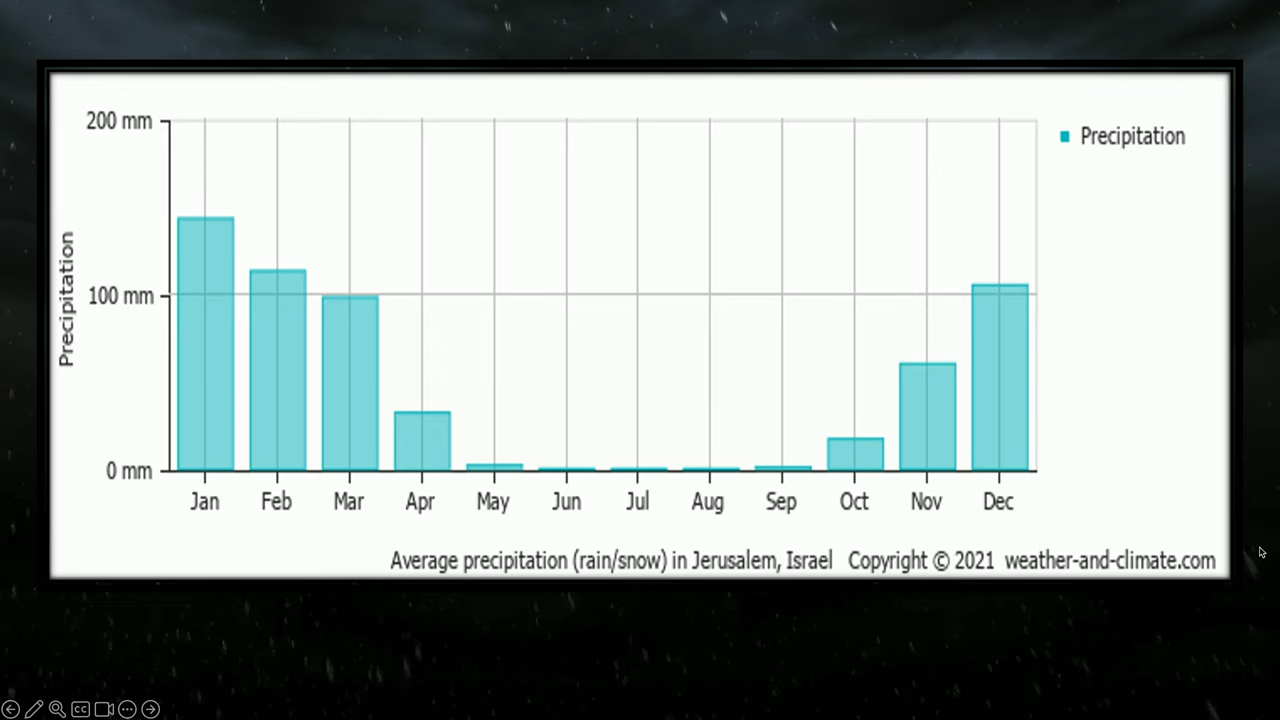 200 mm
Precipitation
Precipitation
100 mm
0 mm
Jan Feb Mar Apr May Jun Jul Aug Sep Oct Nov Dec
Average precipitation (rain/snow) in Jerusalem, Israel Copyright © 2021 weather-and-climate.com
CC